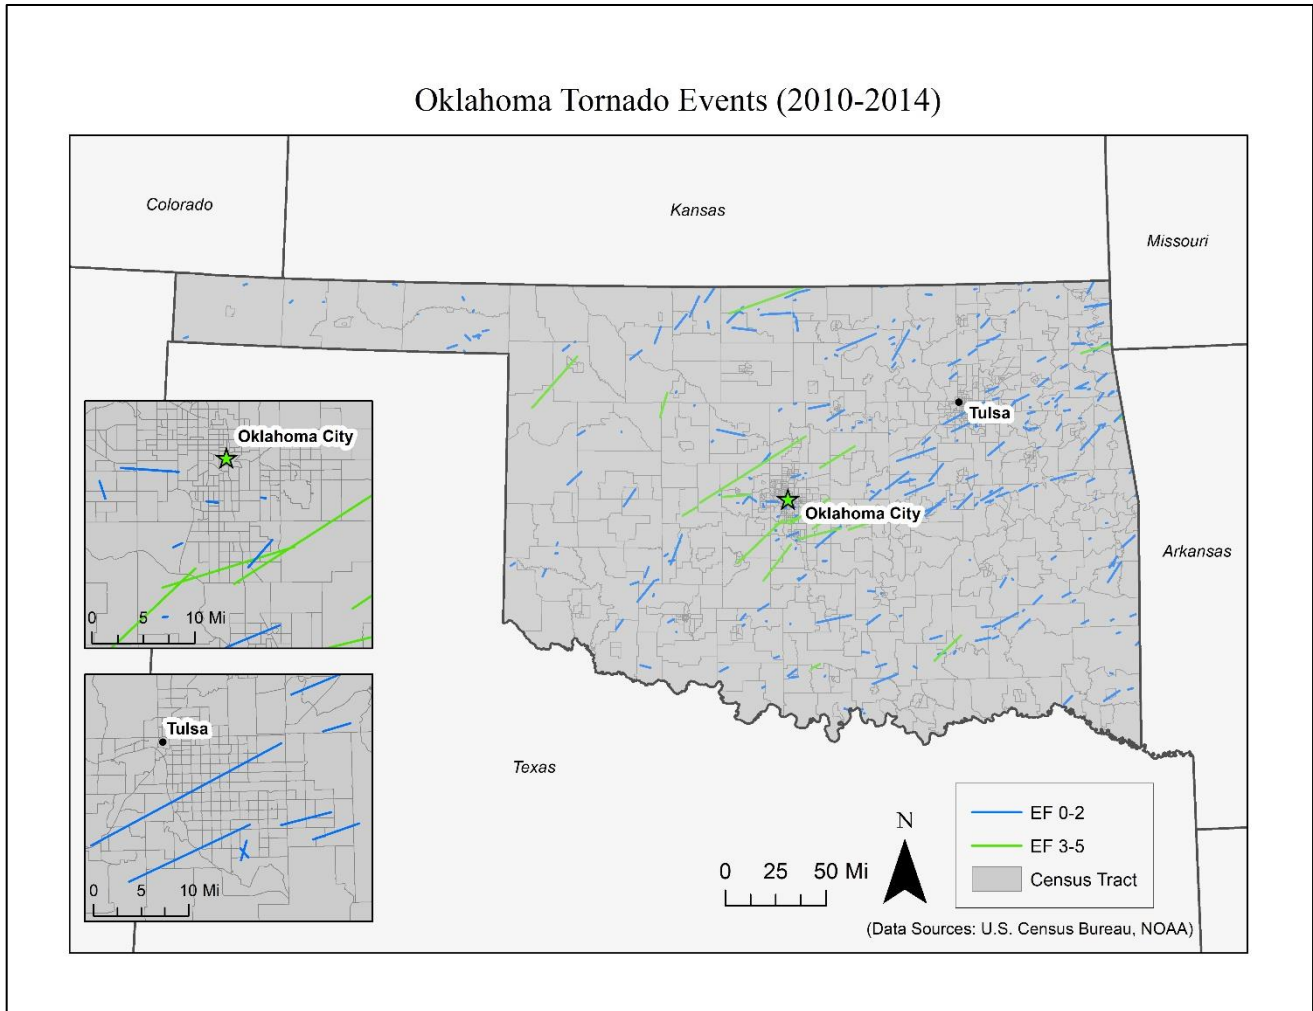 Oklahoma Tornado Events (2010-2014)
Colorado
Kansas
Missouri
Oklahoma City
0 5 10 Mi
Tulsa
0 5 10 Mi
Tulsa
Oklahoma City
Arkansas
Texas
N
0 25 50 Mi
EF 0-2
EF 3-5
Census Tract
(Data Sources: U.S. Census Bureau, NOAA)